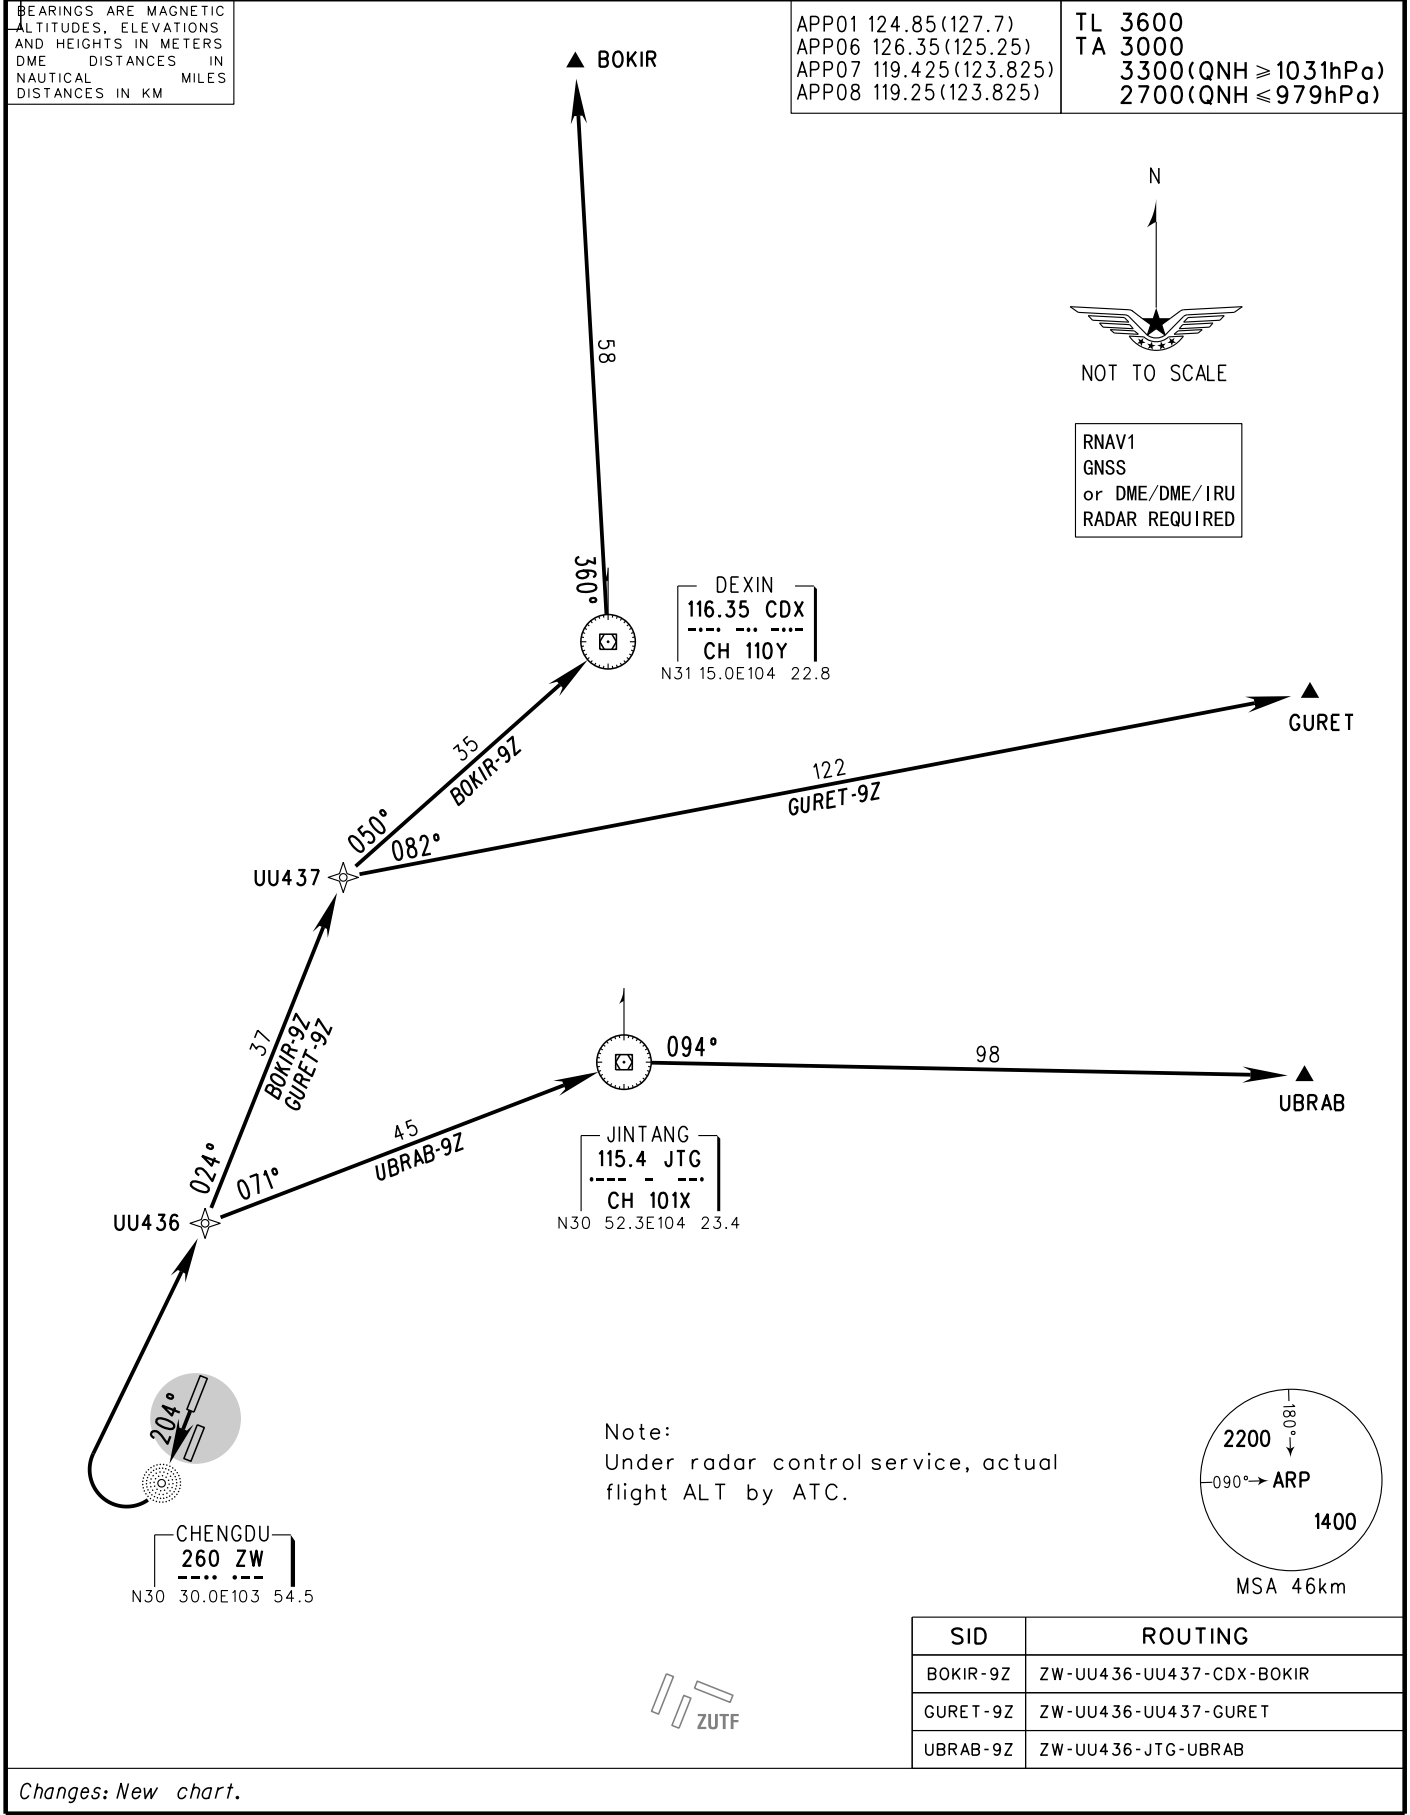 BEARINGS ARE MAGNETIC
ALTITUDES, ELEVATIONS
AND HEIGHTS IN METERS
DME DISTANCES IN
NAUTICAL MILES
DISTANCES IN KM
APP01 124.85(127.7)
APP06 126.35(125.25)
APP07 119.425(123.825)
APP08 119.25(123.825)
TL 3600
TA 3000
3300(QNH ≥1031hPa)
2700(QNH ≤979hPa)
BOKIR
N
NOT TO SCALE
58
RNAV1
GNSS
or DME/DME/IRU
RADAR REQUIRED
360°
DEXIN
116.35 CDX
CH 110Y
N31 15.0E104 22.8
GURET
35
BOKIR-9Z
122
GURET-9Z
050°
082°
UU437
37
BOKIR-9Z
GURET-9Z
094°
98
UBRAB
45
UBRAB-9Z
JINTANG
115.4 JTG
CH 101X
N30 52.3E104 23.4
024°
071°
UU436
204°
Note:
Under radar control service, actual
flight ALT by ATC.
180°
2200
090°
ARP
1400
MSA 46km
CHENGDU
260 ZW
N30 30.0E103 54.5
SID ROUTING
BOKIR-9Z ZW-UU436-UU437-CDX-BOKIR
GURET-9Z ZW-UU436-UU437-GURET
UBRAB-9Z ZW-UU436-JTG-UBRAB
ZUTF
Changes: New chart.